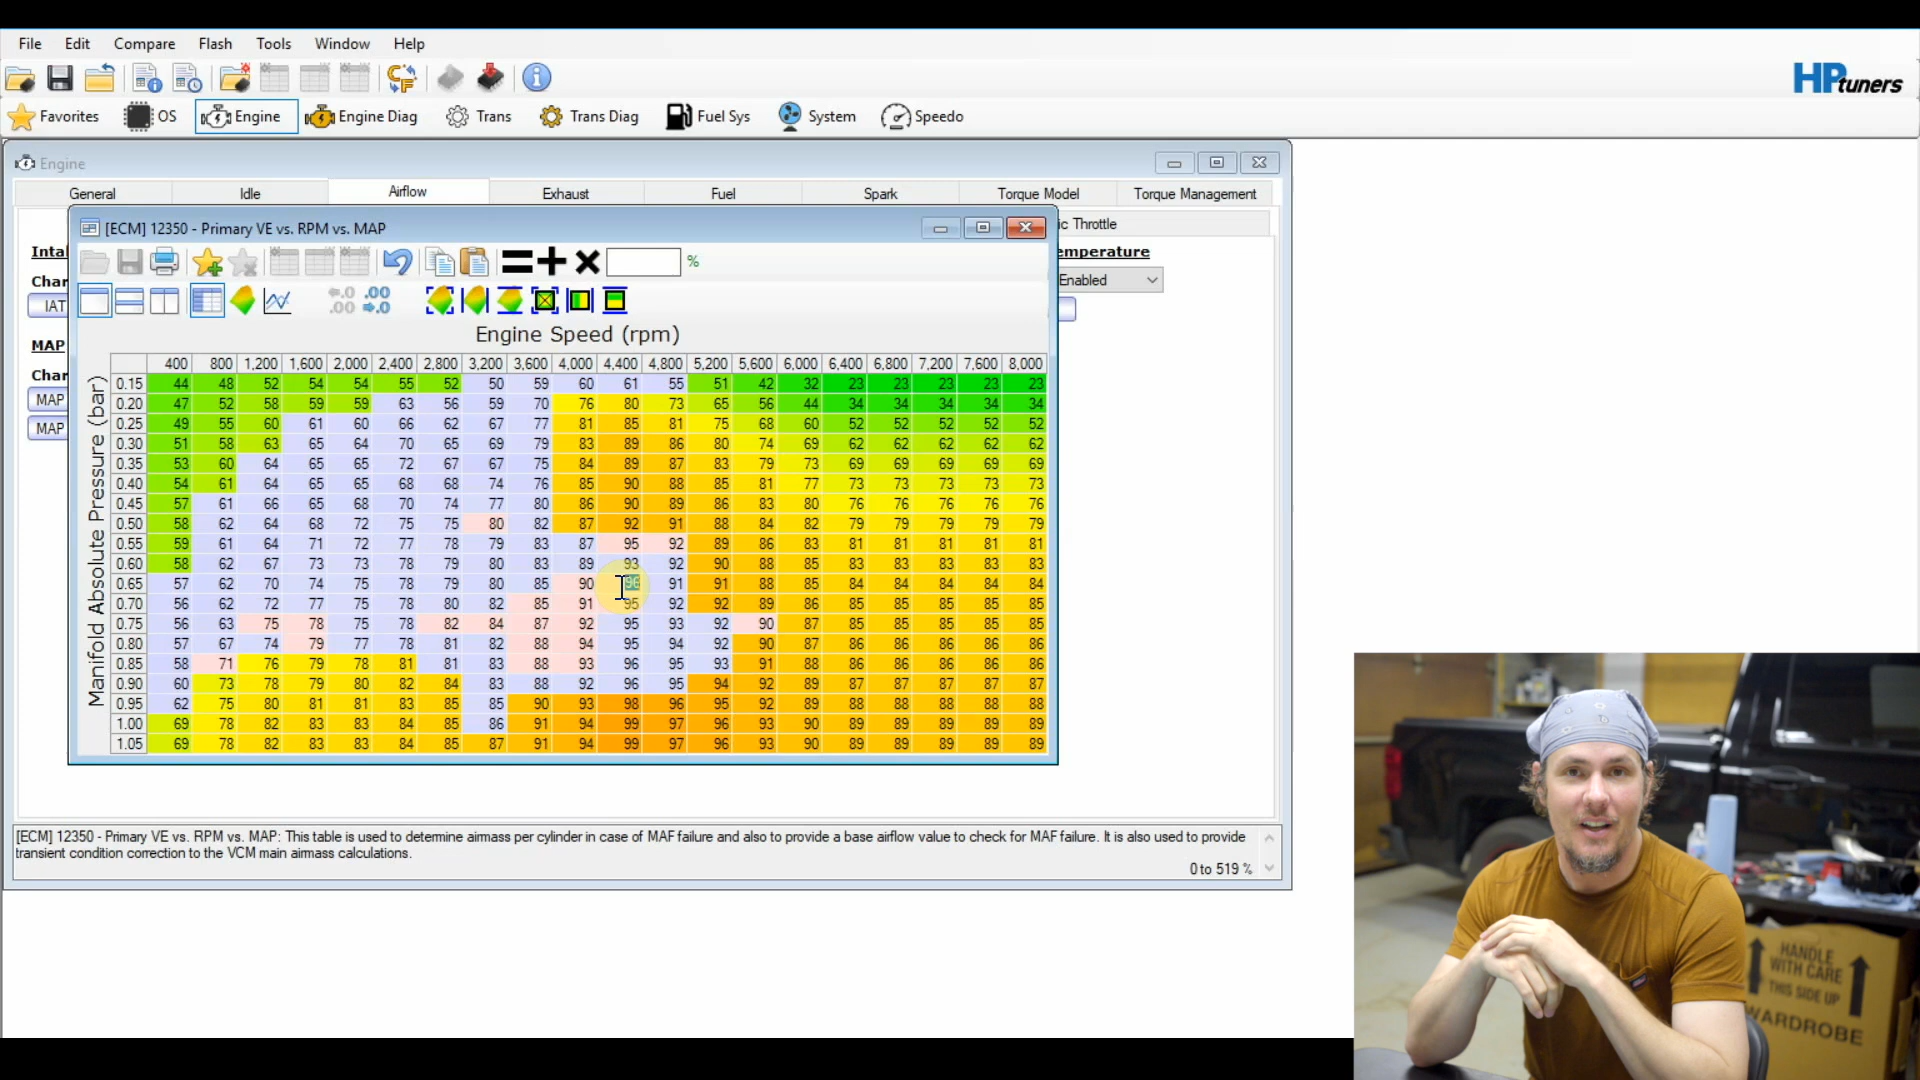 File Edit Compare Flash Tools Window Help
HPtuners
Favorites OS Engine Engine Diag Trans Trans Diag Fuel Sys System Speedo
Engine
General Idle Airflow Exhaust Fuel Spark Torque Model Torque Management
[ECM] 12350 - Primary VE vs. RPM vs. MAP
ic Throttle
Intal
emperature
Char
%
Enabled
IAT
MAP
Char
MAP
MAP
Engine Speed (rpm)
Manifold Absolute Pressure (bar)
400 800 1,200 1,600 2,000 2,400 2,800 3,200 3,600 4,000 4,400 4,800 5,200 5,600 6,000 6,400 6,800 7,200 7,600 8,000
0.15 44 48 52 54 54 55 52 50 59 60 61 55 51 42 32 23 23 23 23 23
0.20 47 52 58 59 59 63 56 59 70 76 80 73 65 56 44 34 34 34 34 34
0.25 49 55 60 61 60 66 62 67 77 81 85 81 75 68 60 52 52 52 52 52
0.30 51 58 63 65 64 70 65 69 79 83 89 86 80 74 69 62 62 62 62 62
0.35 53 60 64 65 65 72 67 67 75 84 89 87 83 79 73 69 69 69 69 69
0.40 54 61 64 65 65 68 68 74 76 85 90 88 85 81 77 73 73 73 73 73
0.45 57 61 66 65 68 70 74 77 80 86 90 89 86 83 80 76 76 76 76 76
0.50 58 62 64 68 72 75 75 80 82 87 92 91 88 84 82 79 79 79 79 79
0.55 59 61 64 71 72 77 78 79 83 87 95 92 89 86 83 81 81 81 81 81
0.60 58 62 67 73 73 78 79 80 83 89 93 92 90 88 85 83 83 83 83 83
0.65 57 62 70 74 75 78 79 80 85 90 96 91 91 88 85 84 84 84 84 84
0.70 56 62 72 77 75 78 80 82 85 91 95 92 92 89 86 85 85 85 85 85
0.75 56 63 75 78 75 78 82 84 87 92 95 93 92 90 87 85 85 85 85 85
0.80 57 67 74 79 77 78 81 82 88 94 95 94 92 90 87 86 86 86 86 86
0.85 58 71 76 79 78 81 81 83 88 93 96 95 93 91 88 86 86 86 86 86
0.90 60 73 78 79 80 82 84 83 88 92 96 95 94 92 89 87 87 87 87 87
0.95 62 75 80 81 81 83 85 85 90 93 98 96 95 92 89 88 88 88 88 88
1.00 69 78 82 83 83 84 85 86 91 94 99 97 96 93 90 89 89 89 89 89
1.05 69 78 82 83 83 84 85 87 91 94 99 97 96 93 90 89 89 89 89 89
[ECM] 12350 - Primary VE vs. RPM vs. MAP: This table is used to determine airmass per cylinder in case of MAF failure and also to provide a base airflow value to check for MAF failure. It is also used to provide
transient condition correction to the VCM main airmass calculations.
0 to 519 %
HANDLE
WITH CARE
THIS SIDE UP
WARDROBE